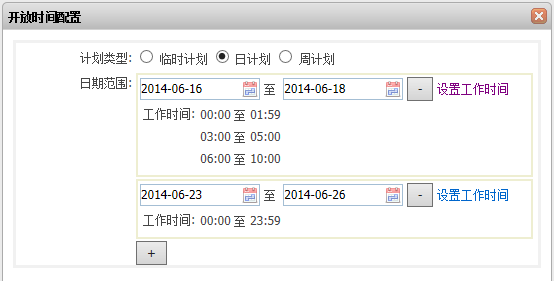 开放时间配置
计划类型: 临时计划 日计划 周计划
日期范围: 2014-06-16 至 2014-06-18 - 设置工作时间
工作时间: 00:00 至 01:59
03:00 至 05:00
06:00 至 10:00
2014-06-23 至 2014-06-26 - 设置工作时间
工作时间: 00:00 至 23:59
+